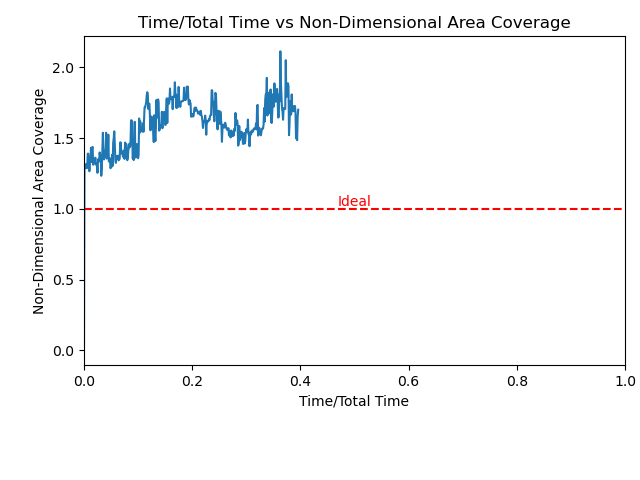 Time/Total Time vs Non-Dimensional Area Coverage
Non-Dimensional Area Coverage
2.0
1.5
1.0
0.5
0.0
Ideal
0.0 0.2 0.4 0.6 0.8 1.0
Time/Total Time